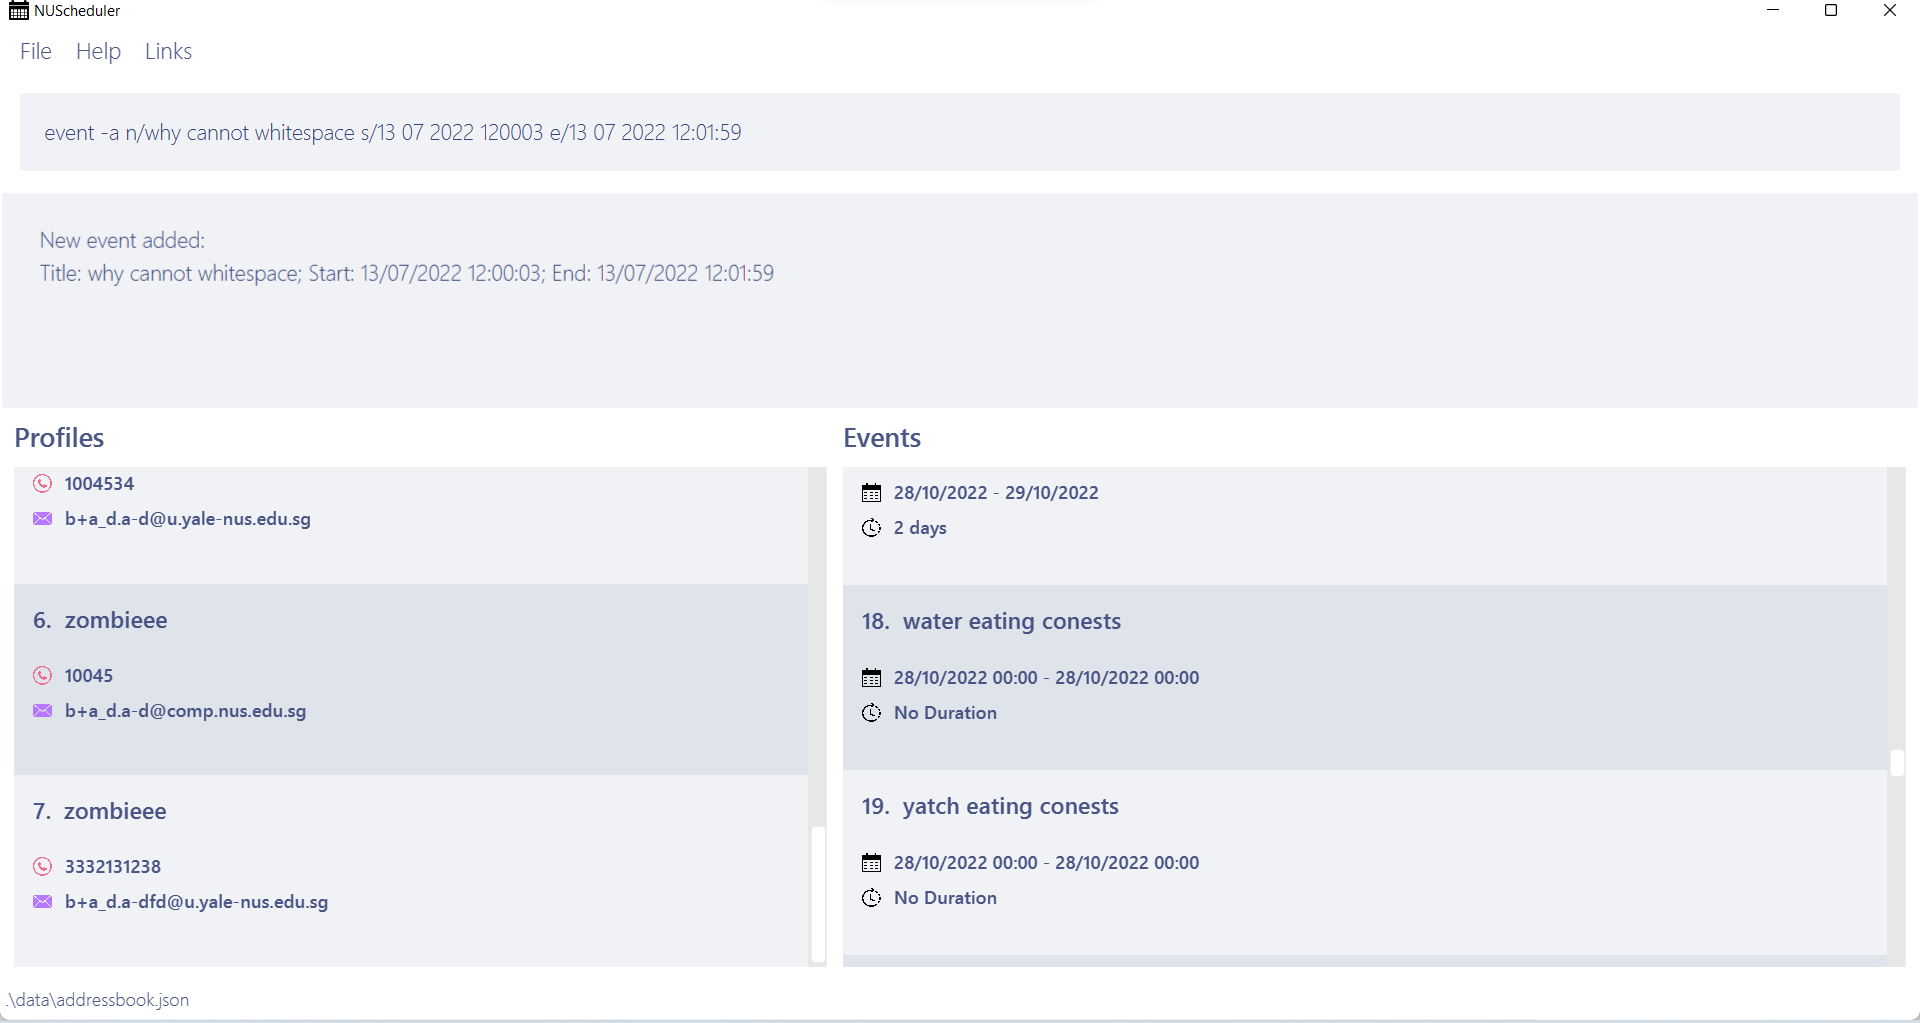 NUScheduler
File Help Links
event -a n/why cannot whitespace s/13 07 2022 120003 e/13 07 2022 12:01:59
New event added:
Title: why cannot whitespace; Start: 13/07/2022 12:00:03; End: 13/07/2022 12:01:59
Profiles
1004534
b+a_d.a-d@u.yale-nus.edu.sg
6. zombieee
10045
b+a_d.a-d@comp.nus.edu.sg
7. zombieee
3332131238
b+a_d.a-dfd@u.yale-nus.edu.sg
Events
28/10/2022 - 29/10/2022
2 days
18. water eating conests
28/10/2022 00:00 - 28/10/2022 00:00
No Duration
19. yatch eating conests
28/10/2022 00:00 - 28/10/2022 00:00
No Duration
.\data\addressbook.json